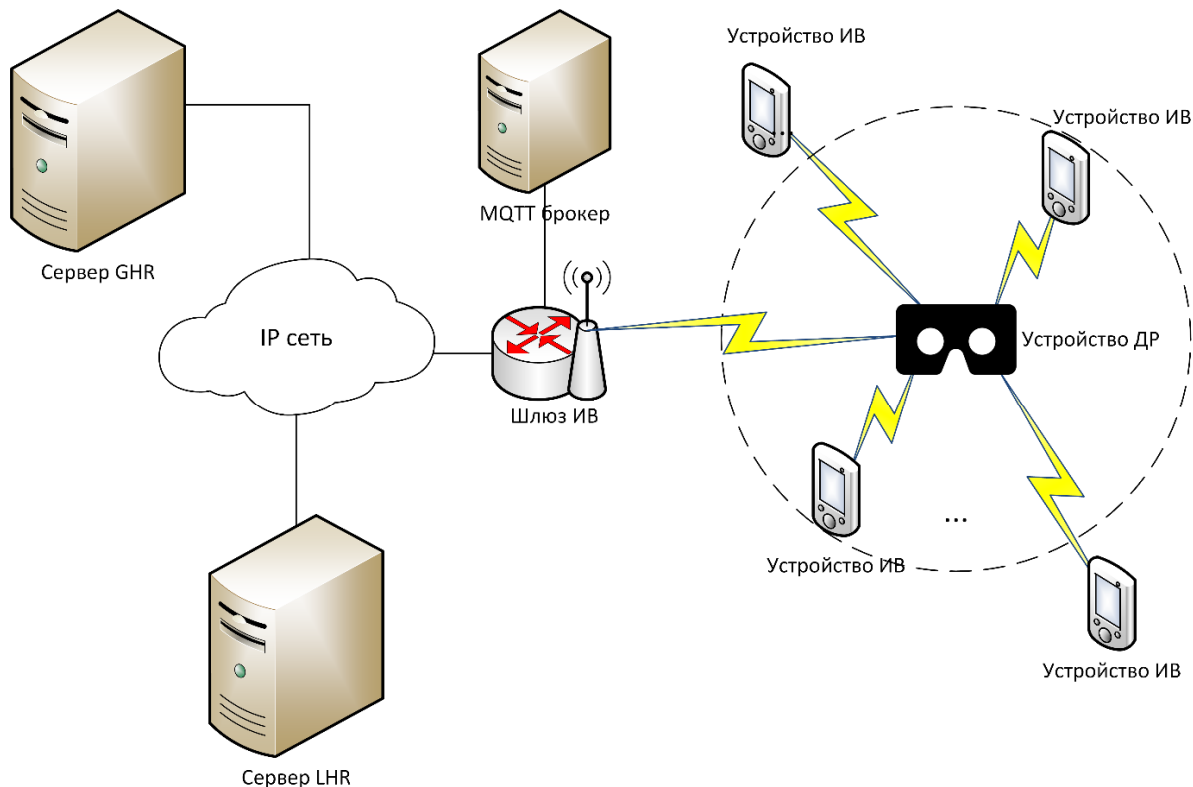 Устройство ИВ
Устройство ИВ
MQTT брокер
Сервер GHR
IP сеть
Устройство ДР
Шлюз ИВ
...
Устройство ИВ
Устройство ИВ
Сервер LHR